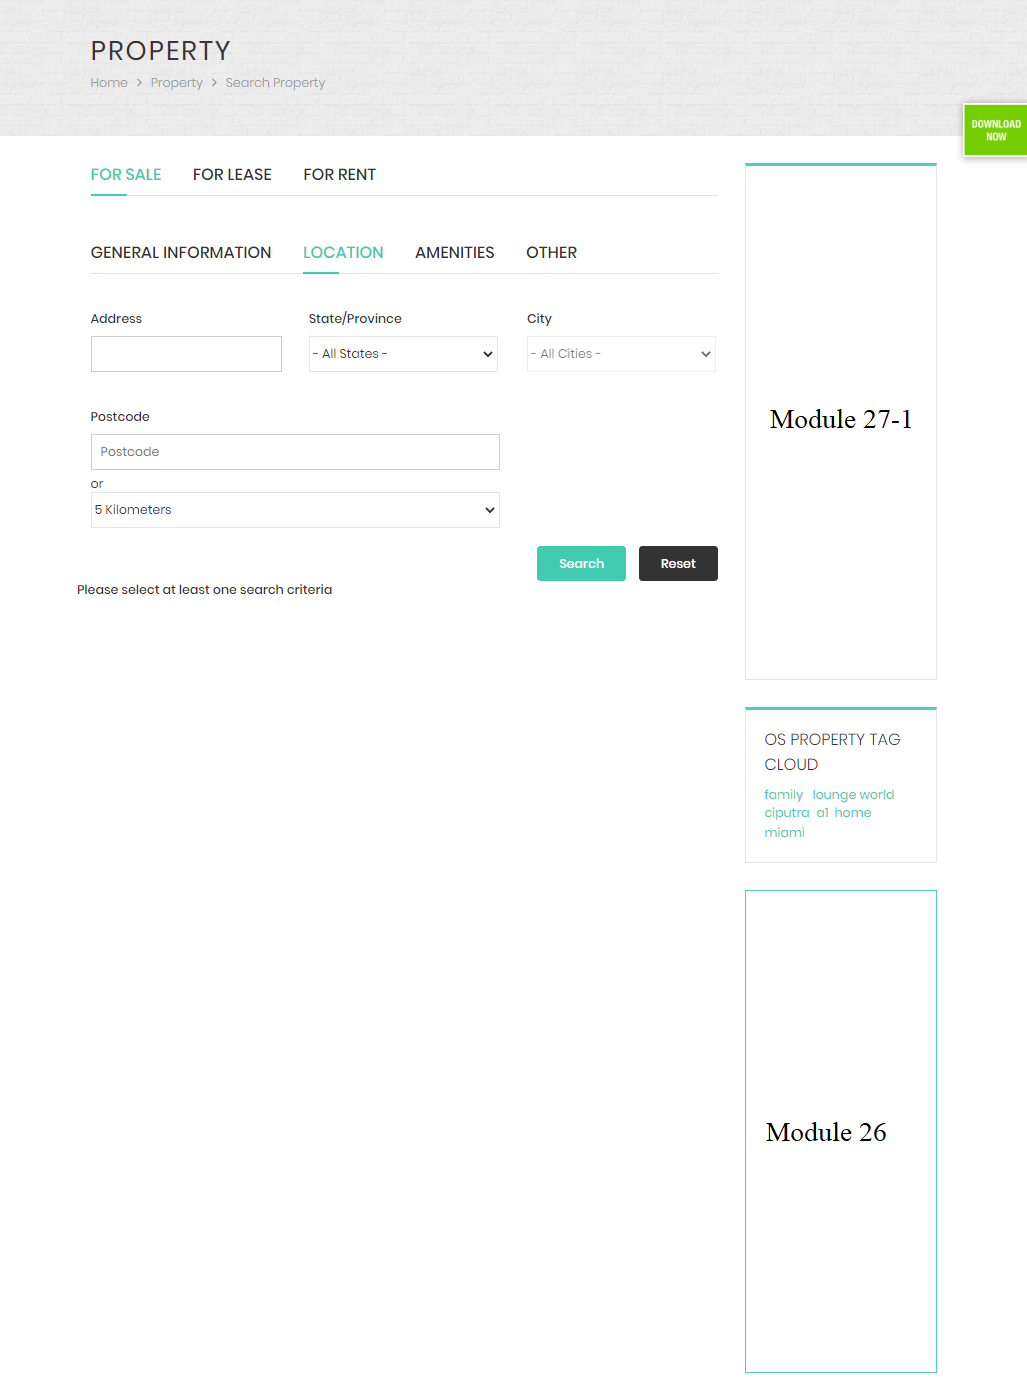 PROPERTY
Home > Property > Search Property
DOWNLOAD
NOW
FOR SALE FOR LEASE FOR RENT
GENERAL INFORMATION LOCATION AMENITIES OTHER
Address State/Province City
- All States - - All Cities -
Postcode
Postcode
or
5 Kilometers
Search Reset
Please select at least one search criteria
Module 27-1
OS PROPERTY TAG
CLOUD
family lounge world
ciputra a1 home
miami
Module 26